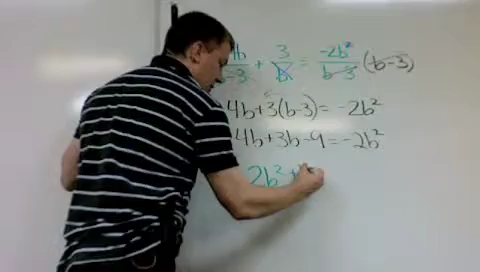 4b/b-3 + 3/b = -2b²/b-3 (b-3)
4b+3(b-3)=-2b²
4b+3b-9=-2b²
2b²+